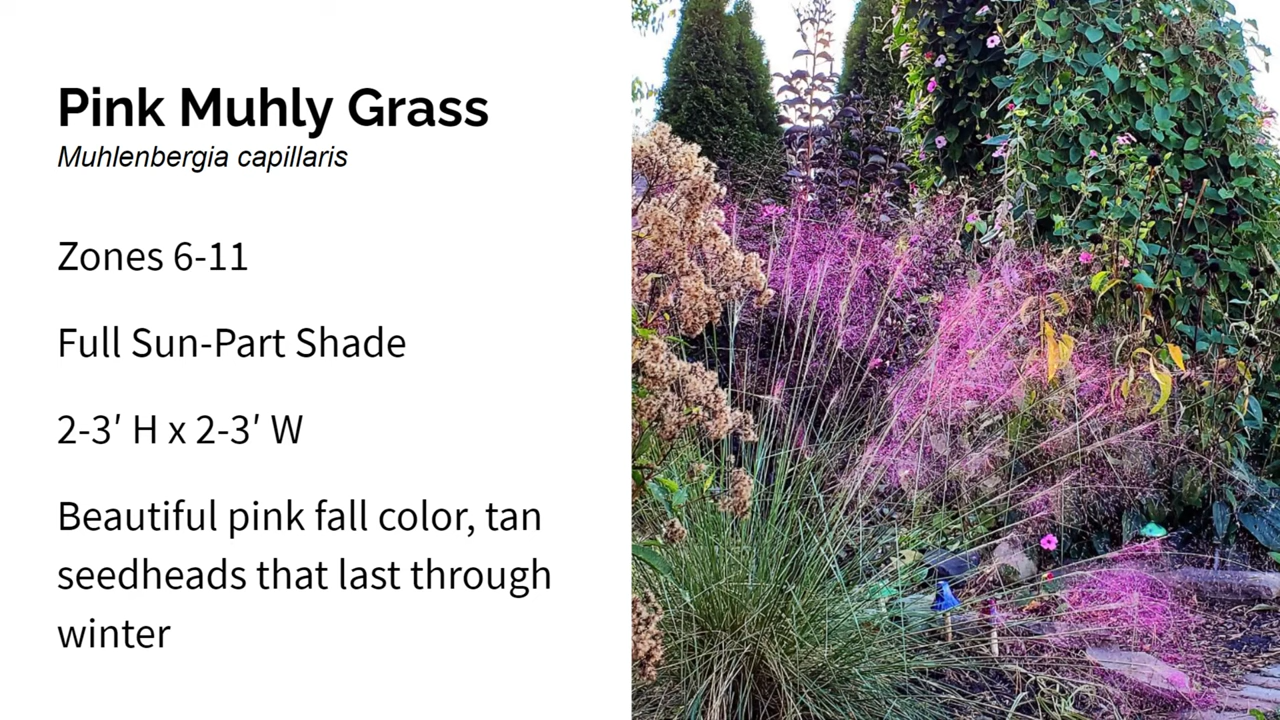 Pink Muhly Grass
Muhlenbergia capillaris
Zones 6-11
Full Sun-Part Shade
2-3′ H x 2-3′ W
Beautiful pink fall color, tan
seedheads that last through
winter